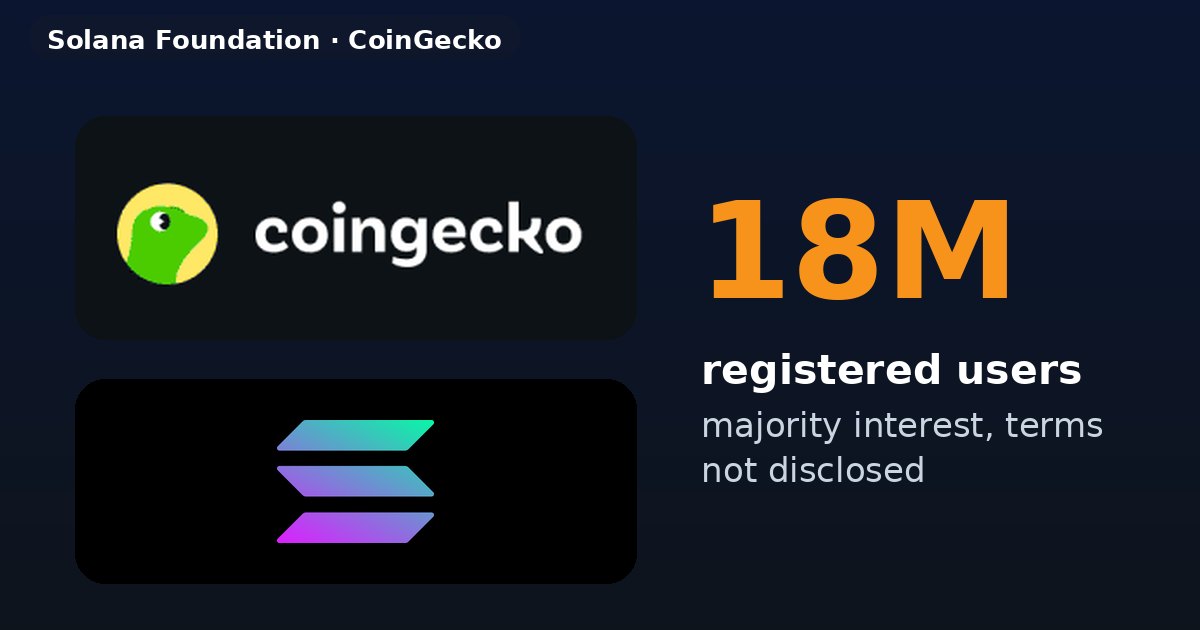 Solana Foundation · CoinGecko
coingecko
18M
registered users
majority interest, terms
not disclosed